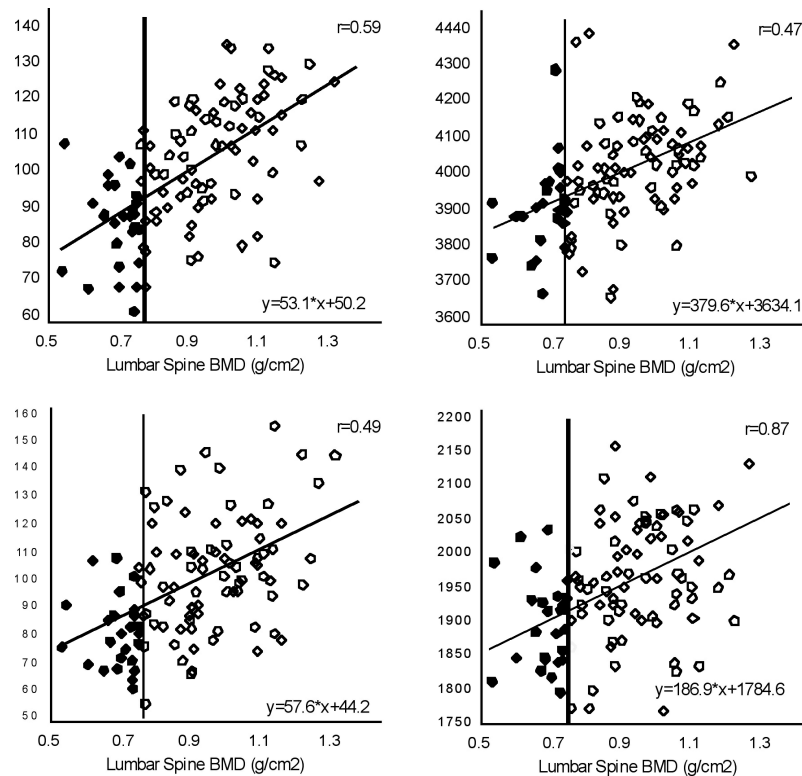 r=0.59
140
130
120
110
100
90
80
70
60
y=53.1*x+50.2
0.5 0.7 0.9 1.1 1.3
Lumbar Spine BMD (g/cm2)
r=0.47
4440
4300
4200
4100
4000
3900
3800
3700
3600
y=379.6*x+3634.1
0.5 0.7 0.9 1.1 1.3
Lumbar Spine BMD (g/cm2)
160
r=0.49
150
140
130
120
110
100
90
80
70
60
y=57.6*x+44.2
50
0.5 0.7 0.9 1.1 1.3
Lumbar Spine BMD (g/cm2)
2200
r=0.87
2150
2100
2050
2000
1950
1900
1850
1800
y=186.9*x+1784.6
1750
0.5 0.7 0.9 1.1 1.3
Lumbar Spine BMD (g/cm2)